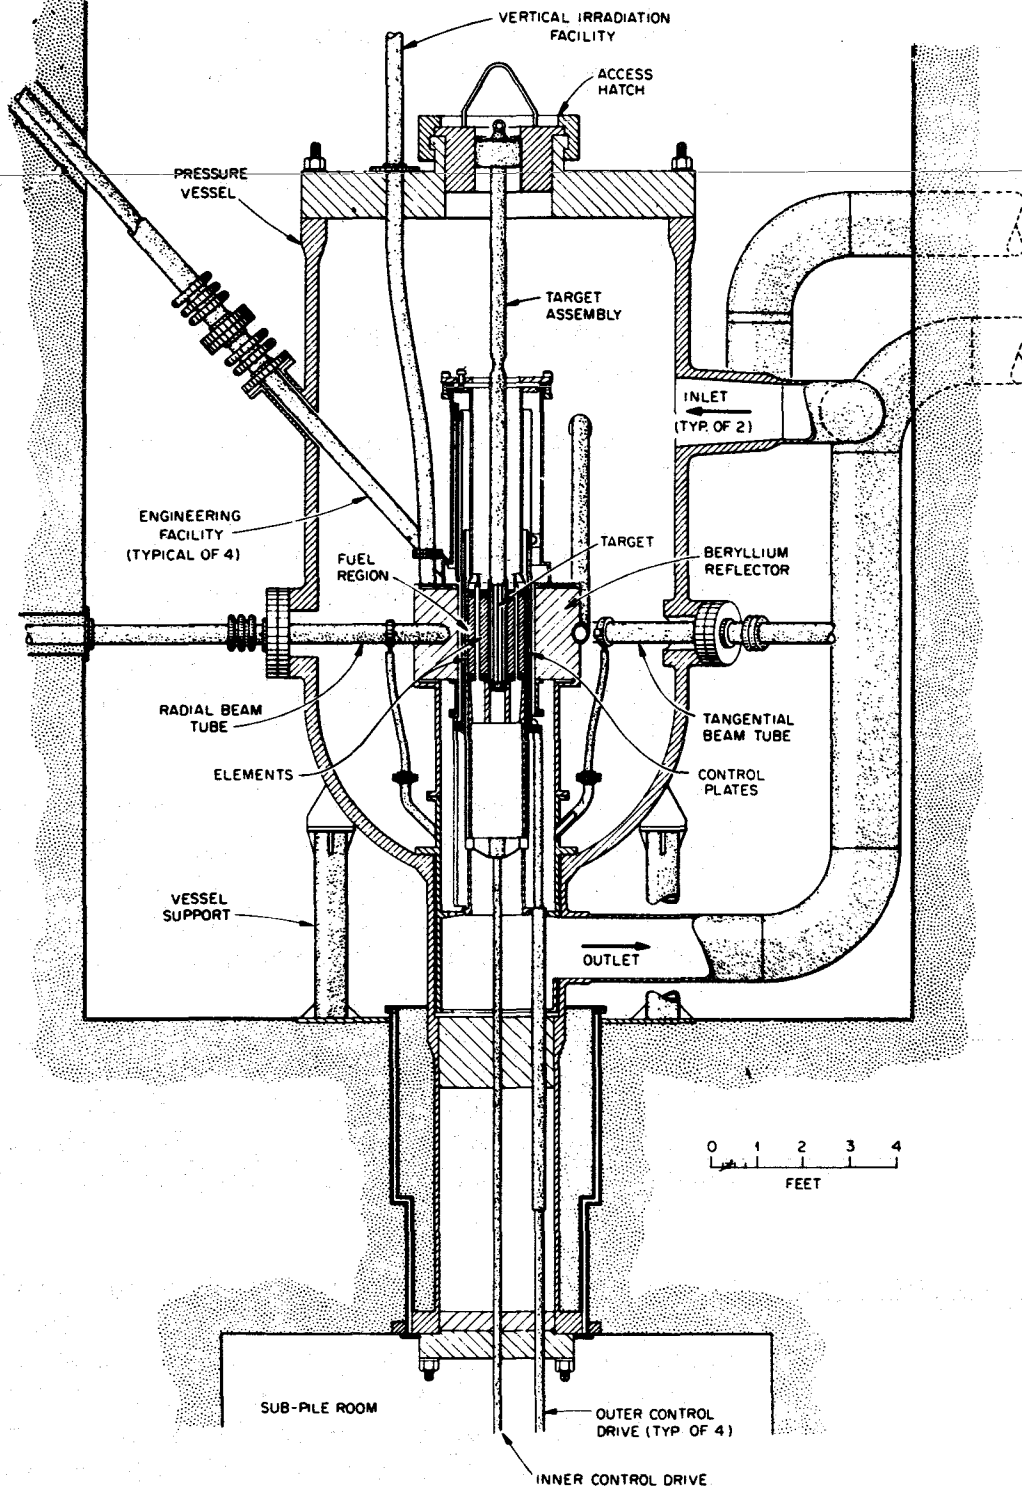 VERTICAL IRRADIATION
FACILITY
ACCESS
HATCH
PRESSURE
VESSEL
TARGET
ASSEMBLY
INLET
(TYP. OF 2)
ENGINEERING
FACILITY
(TYPICAL OF 4)
FUEL
REGION
TARGET
BERYLLIUM
REFLECTOR
RADIAL BEAM
TUBE
TANGENTIAL
BEAM TUBE
ELEMENTS
CONTROL
PLATES
VESSEL
SUPPORT
OUTLET
0 1 2 3 4
FEET
SUB-PILE ROOM
OUTER CONTROL
DRIVE (TYP. OF 4)
INNER CONTROL DRIVE